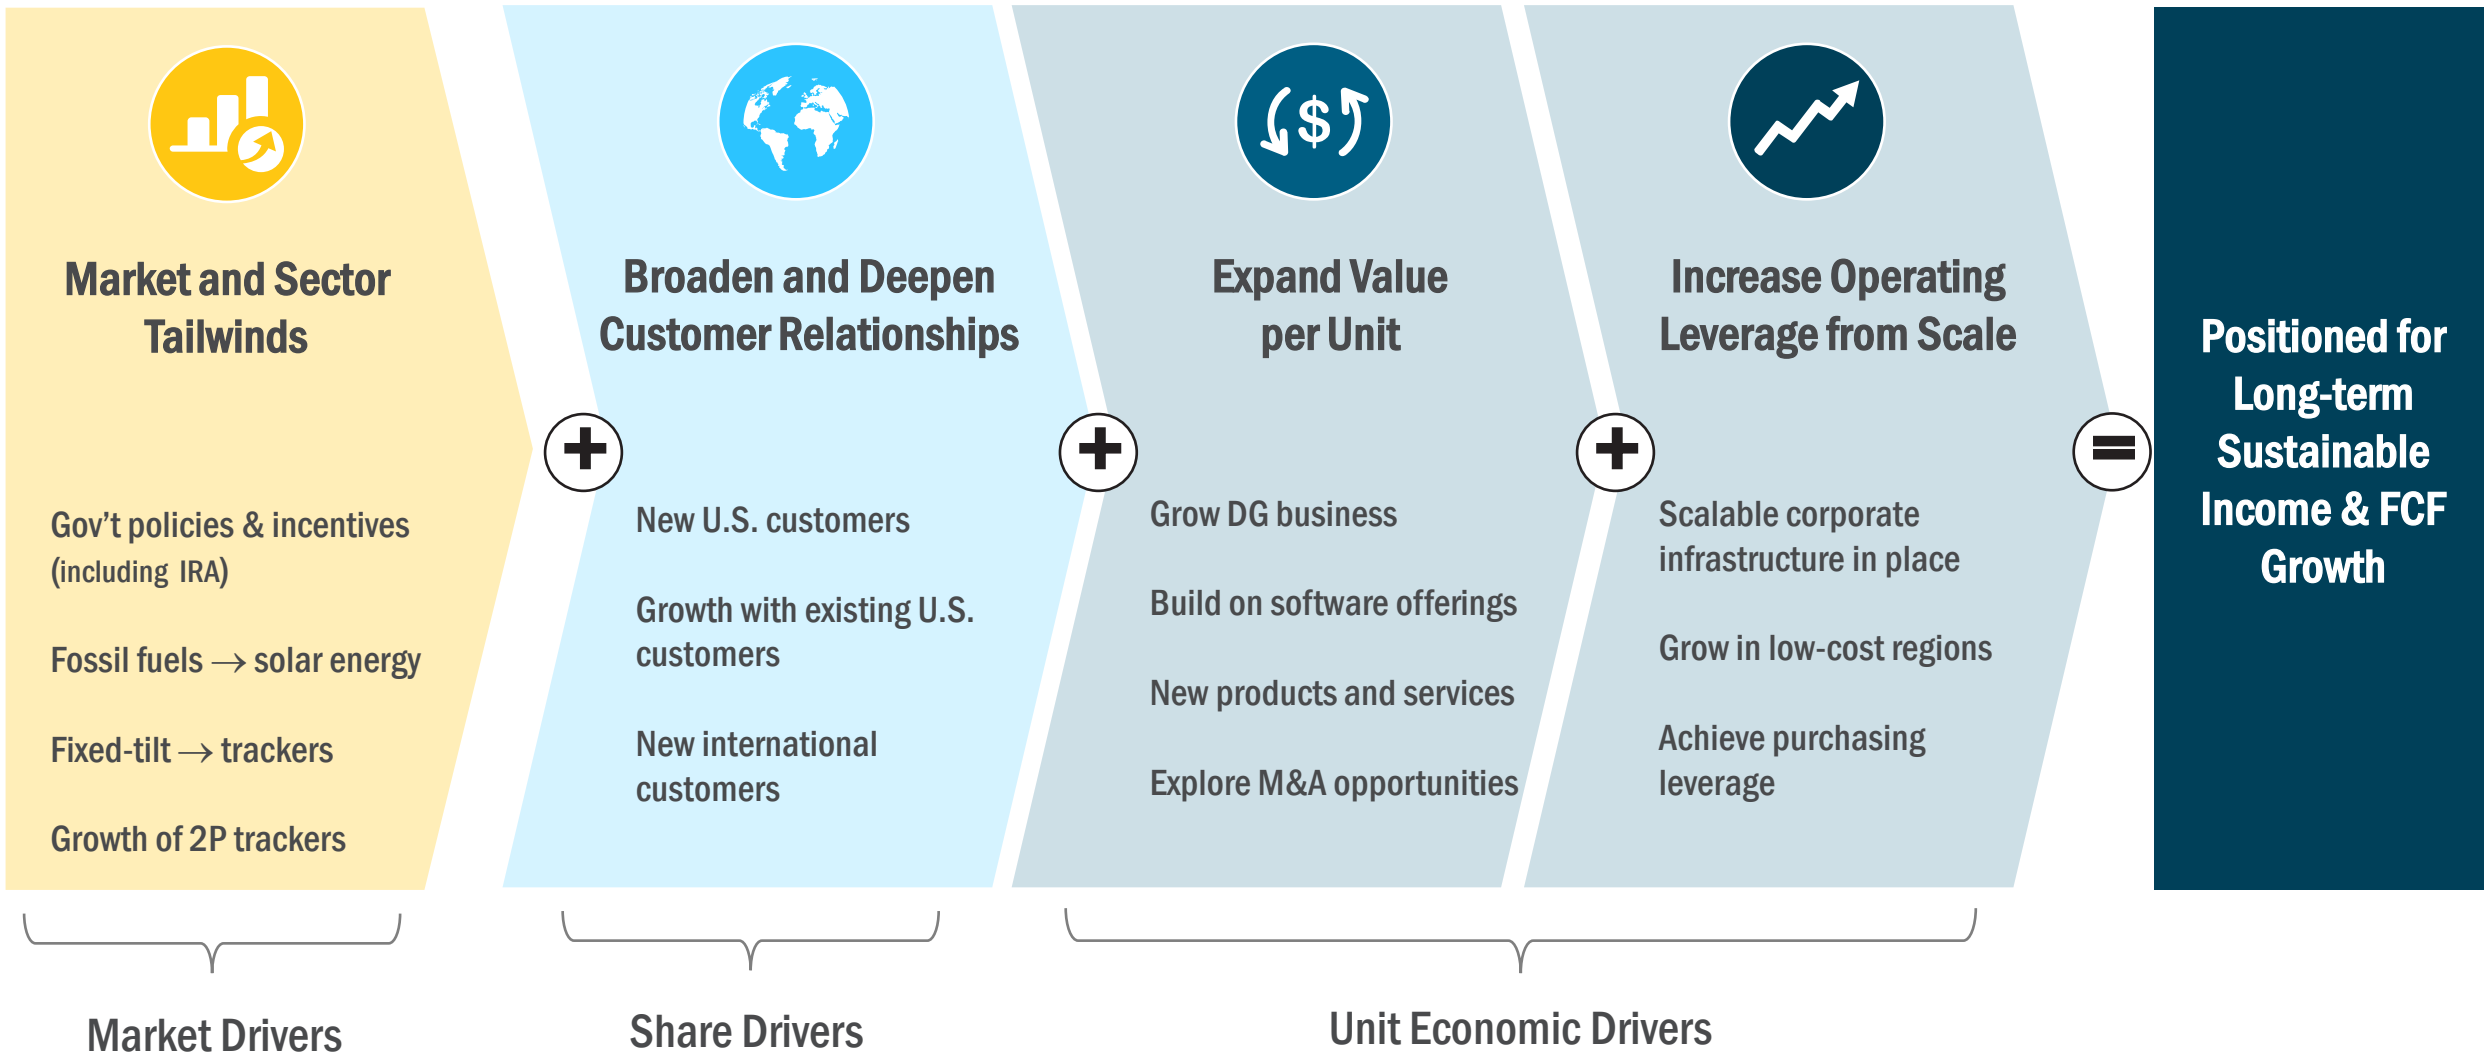 Market and Sector
Tailwinds
Gov't policies & incentives
(including IRA)
Fossil fuels → solar energy
Fixed-tilt → trackers
Growth of 2P trackers
Market Drivers
+
Broaden and Deepen
Customer Relationships
New U.S. customers
Growth with existing U.S.
customers
New international
customers
Share Drivers
+
$
Expand Value
per Unit
Grow DG business
Build on software offerings
New products and services
Explore M&A opportunities
+
Increase Operating
Leverage from Scale
Scalable corporate
infrastructure in place
Grow in low-cost regions
Achieve purchasing
leverage
Unit Economic Drivers
=
Positioned for
Long-term
Sustainable
Income & FCF
Growth